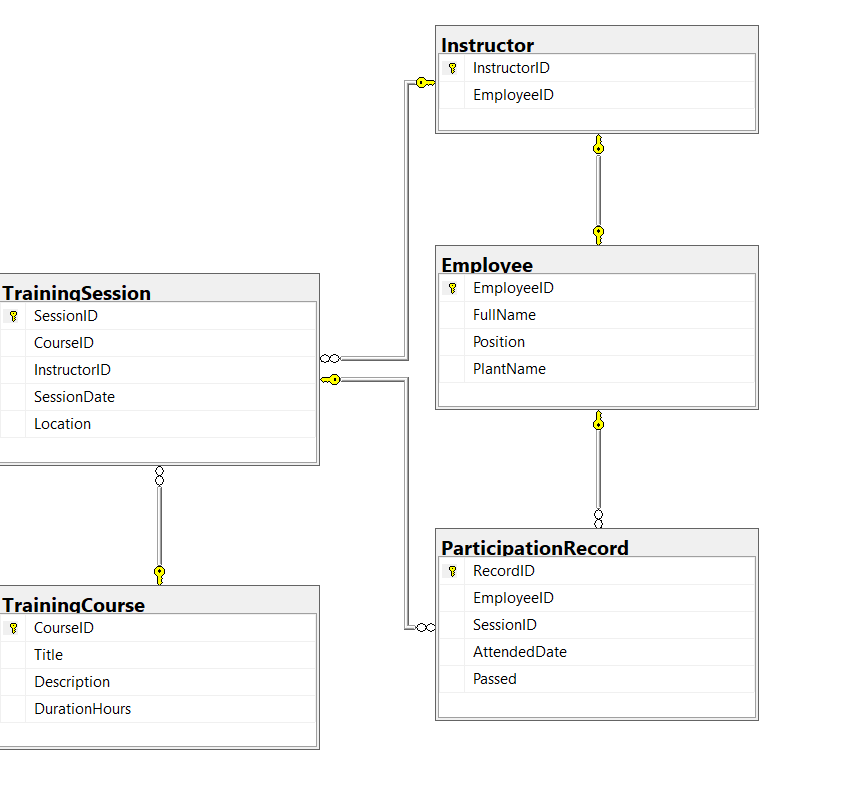 Instructor
InstructorID
EmployeeID
Employee
EmployeeID
FullName
Position
PlantName
TrainingSession
SessionID
CourseID
InstructorID
SessionDate
Location
ParticipationRecord
RecordID
EmployeeID
SessionID
AttendedDate
Passed
TrainingCourse
CourseID
Title
Description
DurationHours